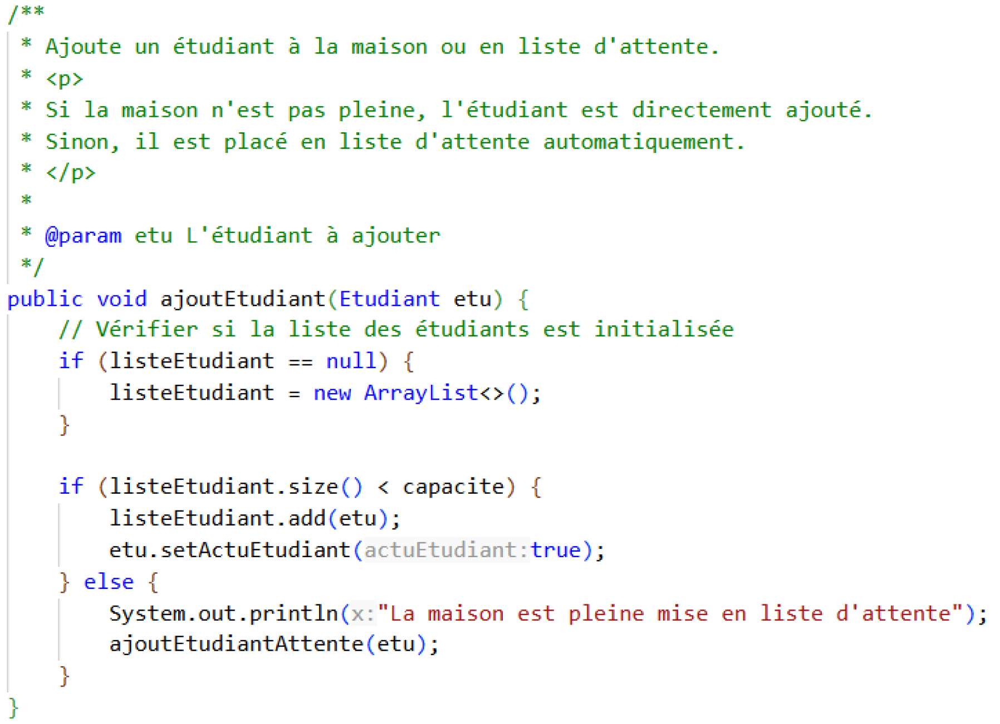 /**
 * Ajoute un étudiant à la maison ou en liste d'attente.
 * <p>
 * Si la maison n'est pas pleine, l'étudiant est directement ajouté.
 * Sinon, il est placé en liste d'attente automatiquement.
 * </p>
 *
 * @param etu L'étudiant à ajouter
 */
public void ajoutEtudiant(Etudiant etu) {
    // Vérifier si la liste des étudiants est initialisée
    if (listeEtudiant == null) {
        listeEtudiant = new ArrayList<>();
    }

    if (listeEtudiant.size() < capacite) {
        listeEtudiant.add(etu);
        etu.setActuEtudiant(actuEtudiant:true);
    } else {
        System.out.println(x:"La maison est pleine mise en liste d'attente");
        ajoutEtudiantAttente(etu);
    }
}